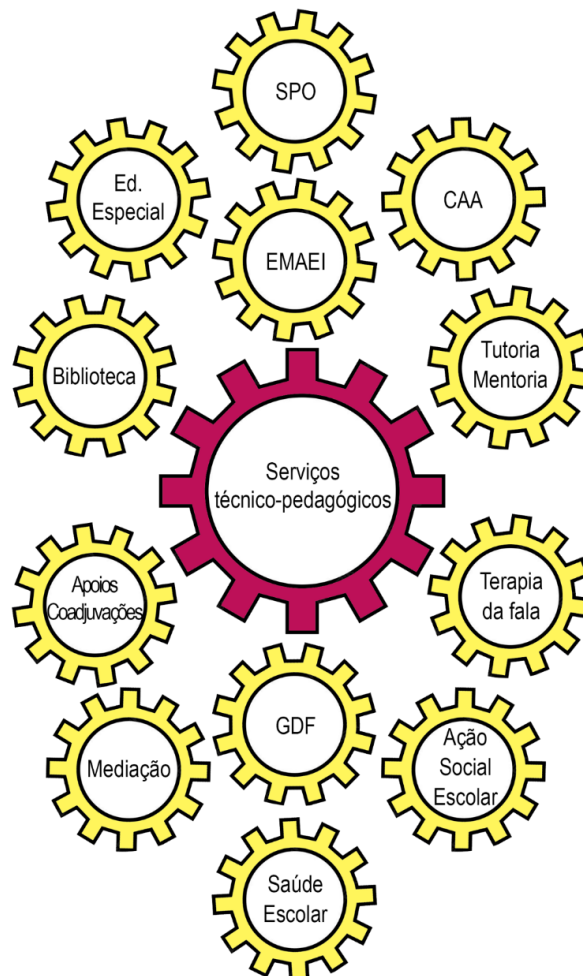 SPO
Ed.
Especial
CAA
EMAEI
Biblioteca
Tutoria
Mentoria
Serviços
técnico-pedagógicos
Apoios
Coadjuvações
Terapia
da fala
GDF
Mediação
Ação
Social
Escolar
Saúde
Escolar